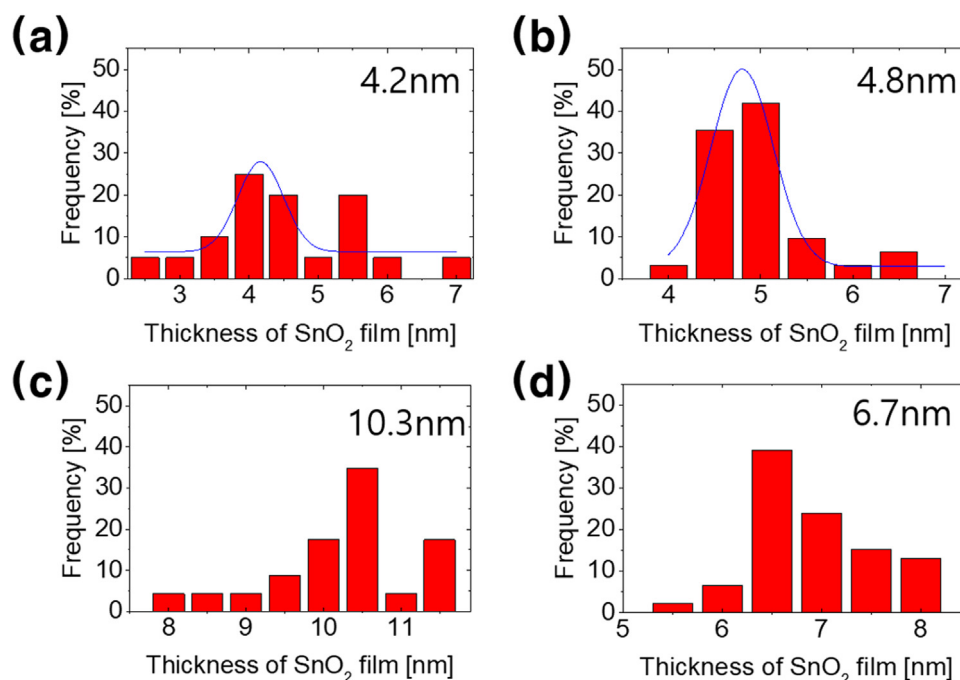 (a)
50
40
30
20
10
0
Frequency [%]
4.2nm
3 4 5 6 7
Thickness of SnO₂ film [nm]
(b)
50
40
30
20
10
0
Frequency [%]
4.8nm
4 5 6 7
Thickness of SnO₂ film [nm]
(c)
50
40
30
20
10
0
Frequency [%]
10.3nm
8 9 10 11
Thickness of SnO₂ film [nm]
(d)
50
40
30
20
10
0
Frequency [%]
6.7nm
5 6 7 8
Thickness of SnO₂ film [nm]